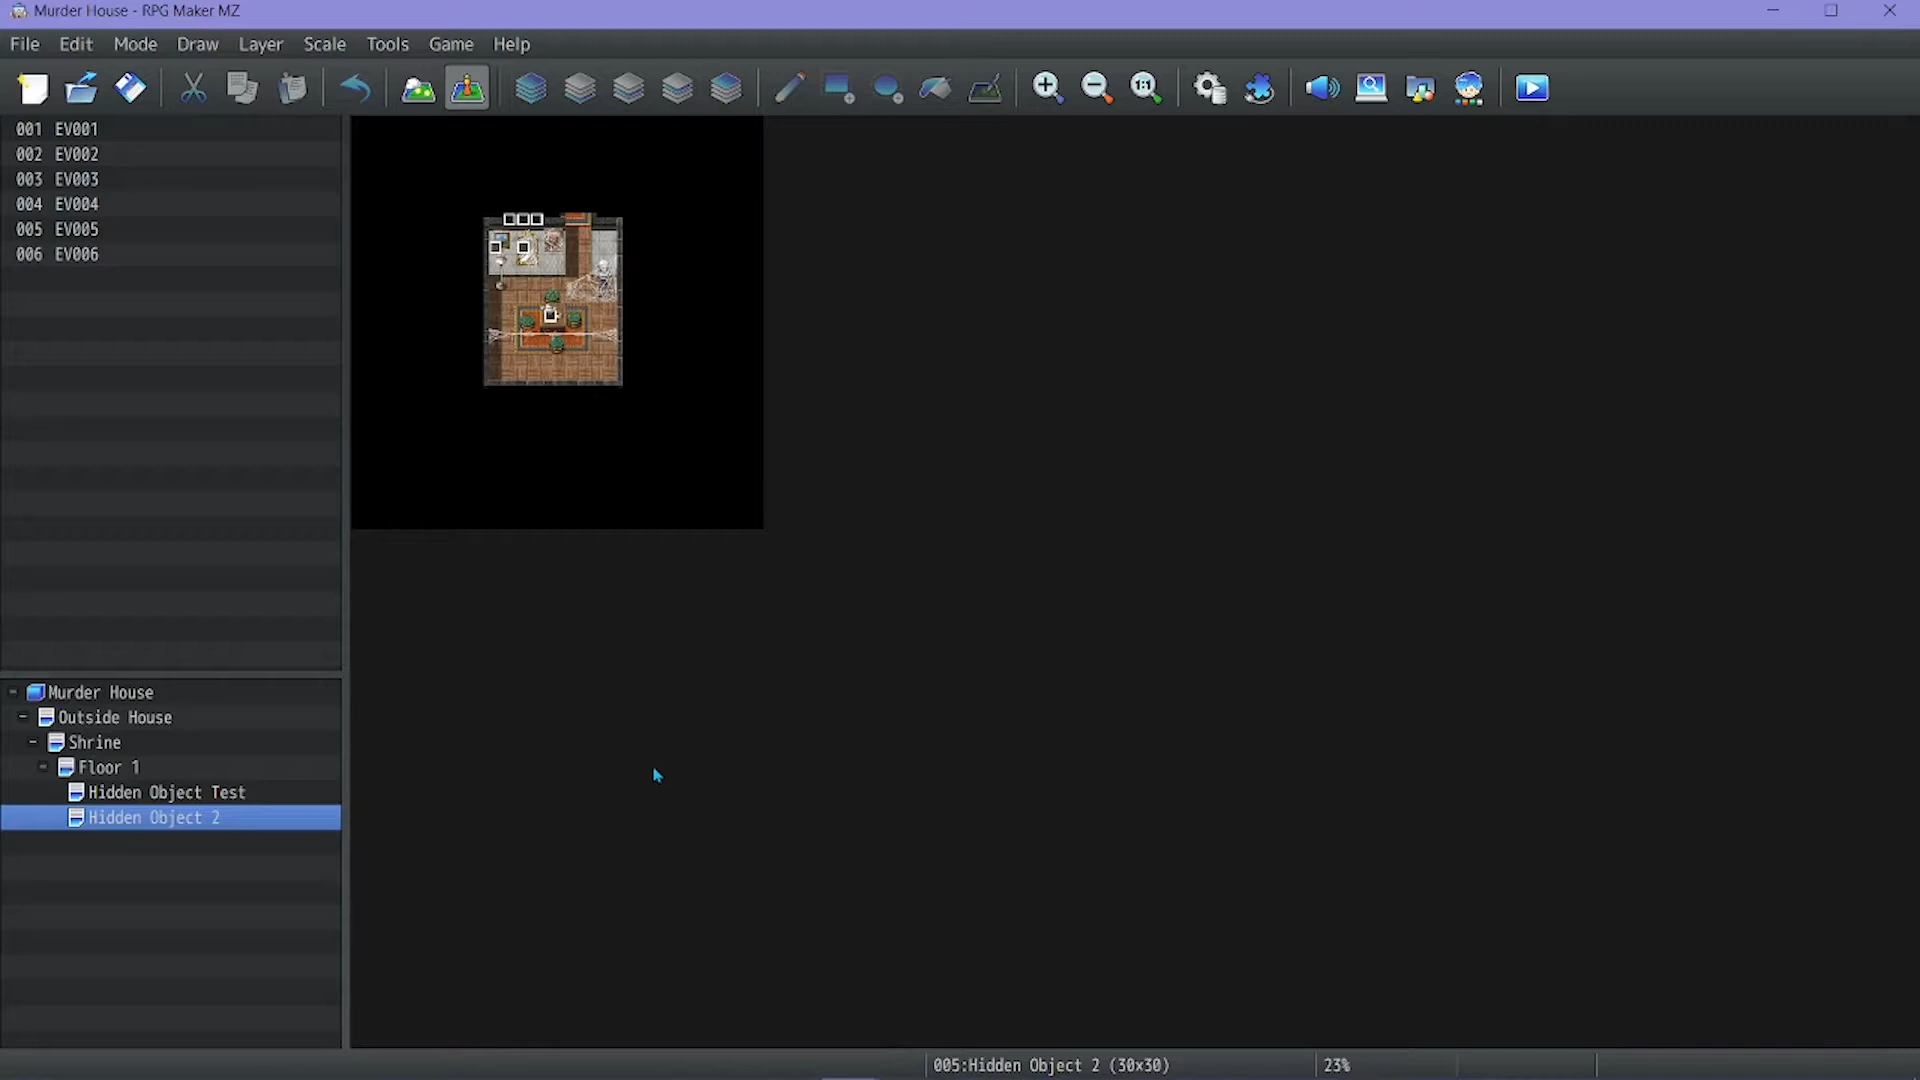 Murder House - RPG Maker MZ
File Edit Mode Draw Layer Scale Tools Game Help
1:1
001 EV001
002 EV002
003 EV003
004 EV004
005 EV005
006 EV006
Murder House
Outside House
Shrine
Floor 1
Hidden Object Test
Hidden Object 2
005:Hidden Object 2 (30x30)
23%